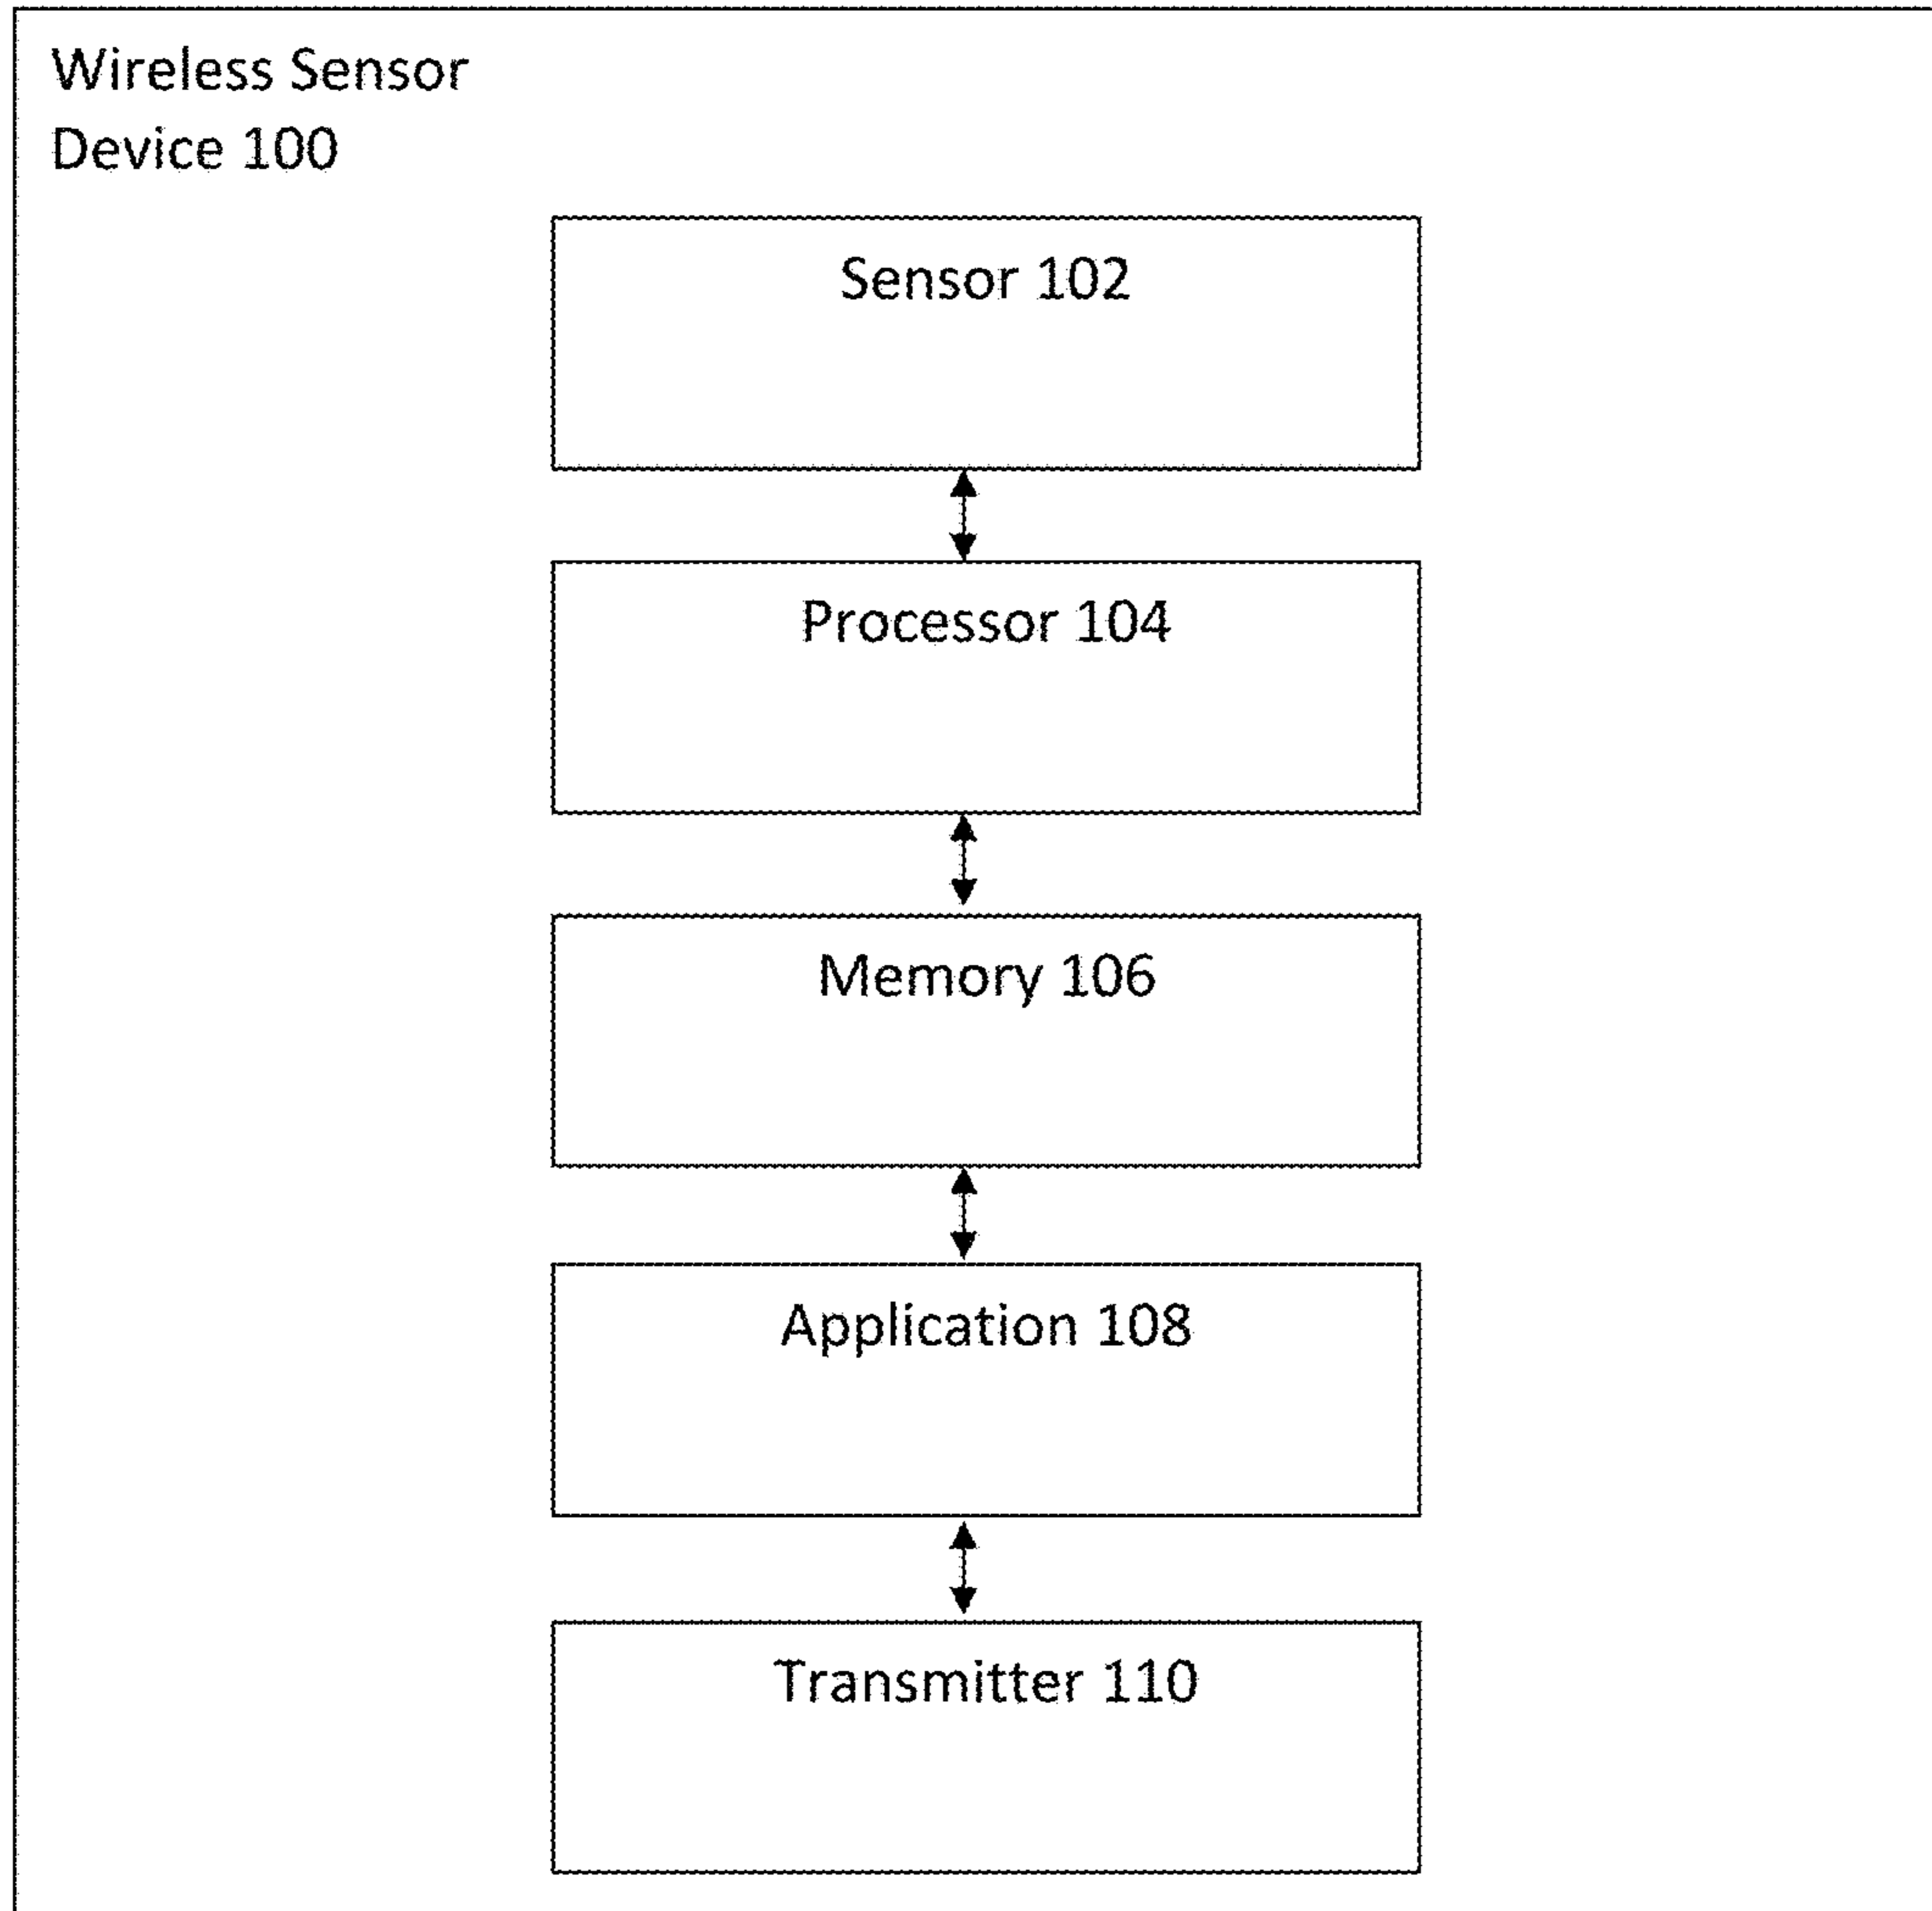 Wireless Sensor
Device 100
Sensor 102
Processor 104
Memory 106
Application 108
Transmitter 110